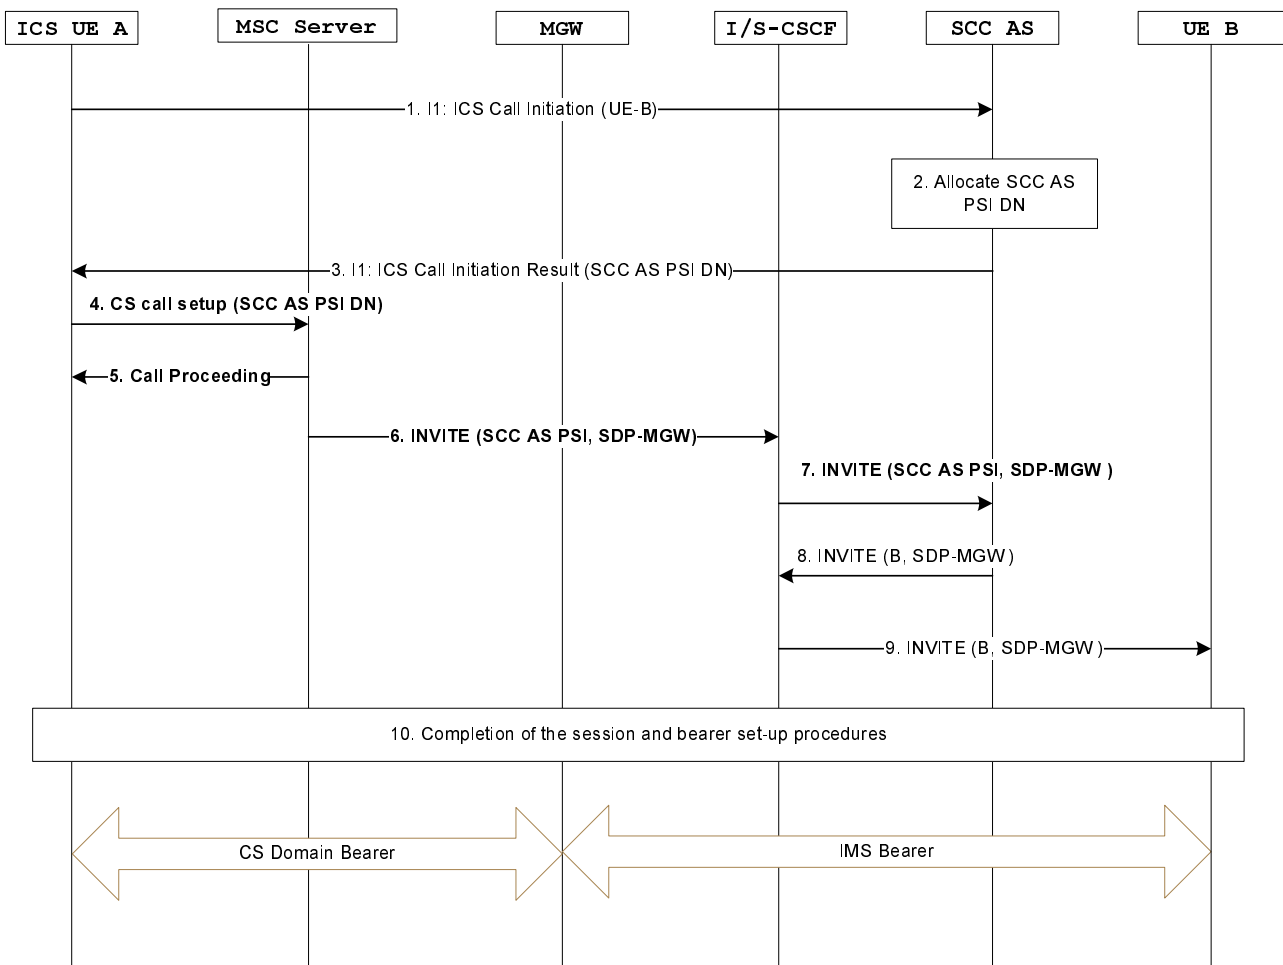 ICS UE A
MSC Server
MGW
I/S-CSCF
SCC AS
UE B
1. I1: ICS Call Initiation (UE-B)
2. Allocate SCC AS
PSI DN
3. I1: ICS Call Initiation Result (SCC AS PSI DN)
4. CS call setup (SCC AS PSI DN)
5. Call Proceeding
6. INVITE (SCC AS PSI, SDP-MGW)
7. INVITE (SCC AS PSI, SDP-MGW )
8. INVITE (B, SDP-MGW )
9. INVITE (B, SDP-MGW )
10. Completion of the session and bearer set-up procedures
CS Domain Bearer
IMS Bearer